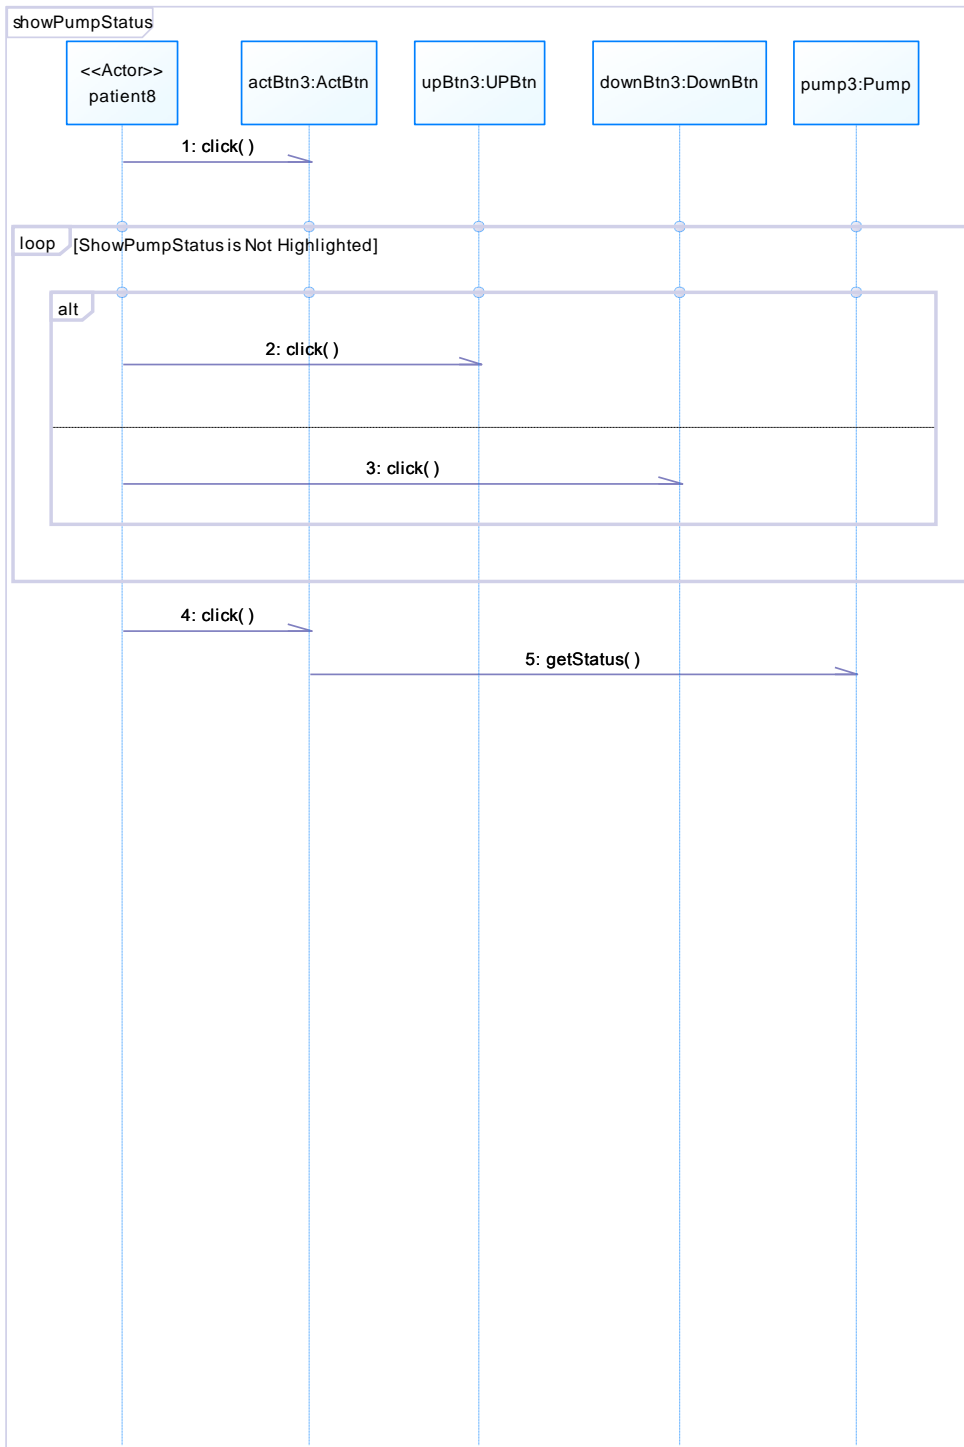 showPumpStatus
<<Actor>>
patient8
actBtn3:ActBtn
upBtn3:UPBtn
downBtn3:DownBtn
pump3:Pump
1: click( )
loop
[ShowPumpStatus is Not Highlighted]
alt
2: click( )
3: click( )
4: click( )
5: getStatus( )